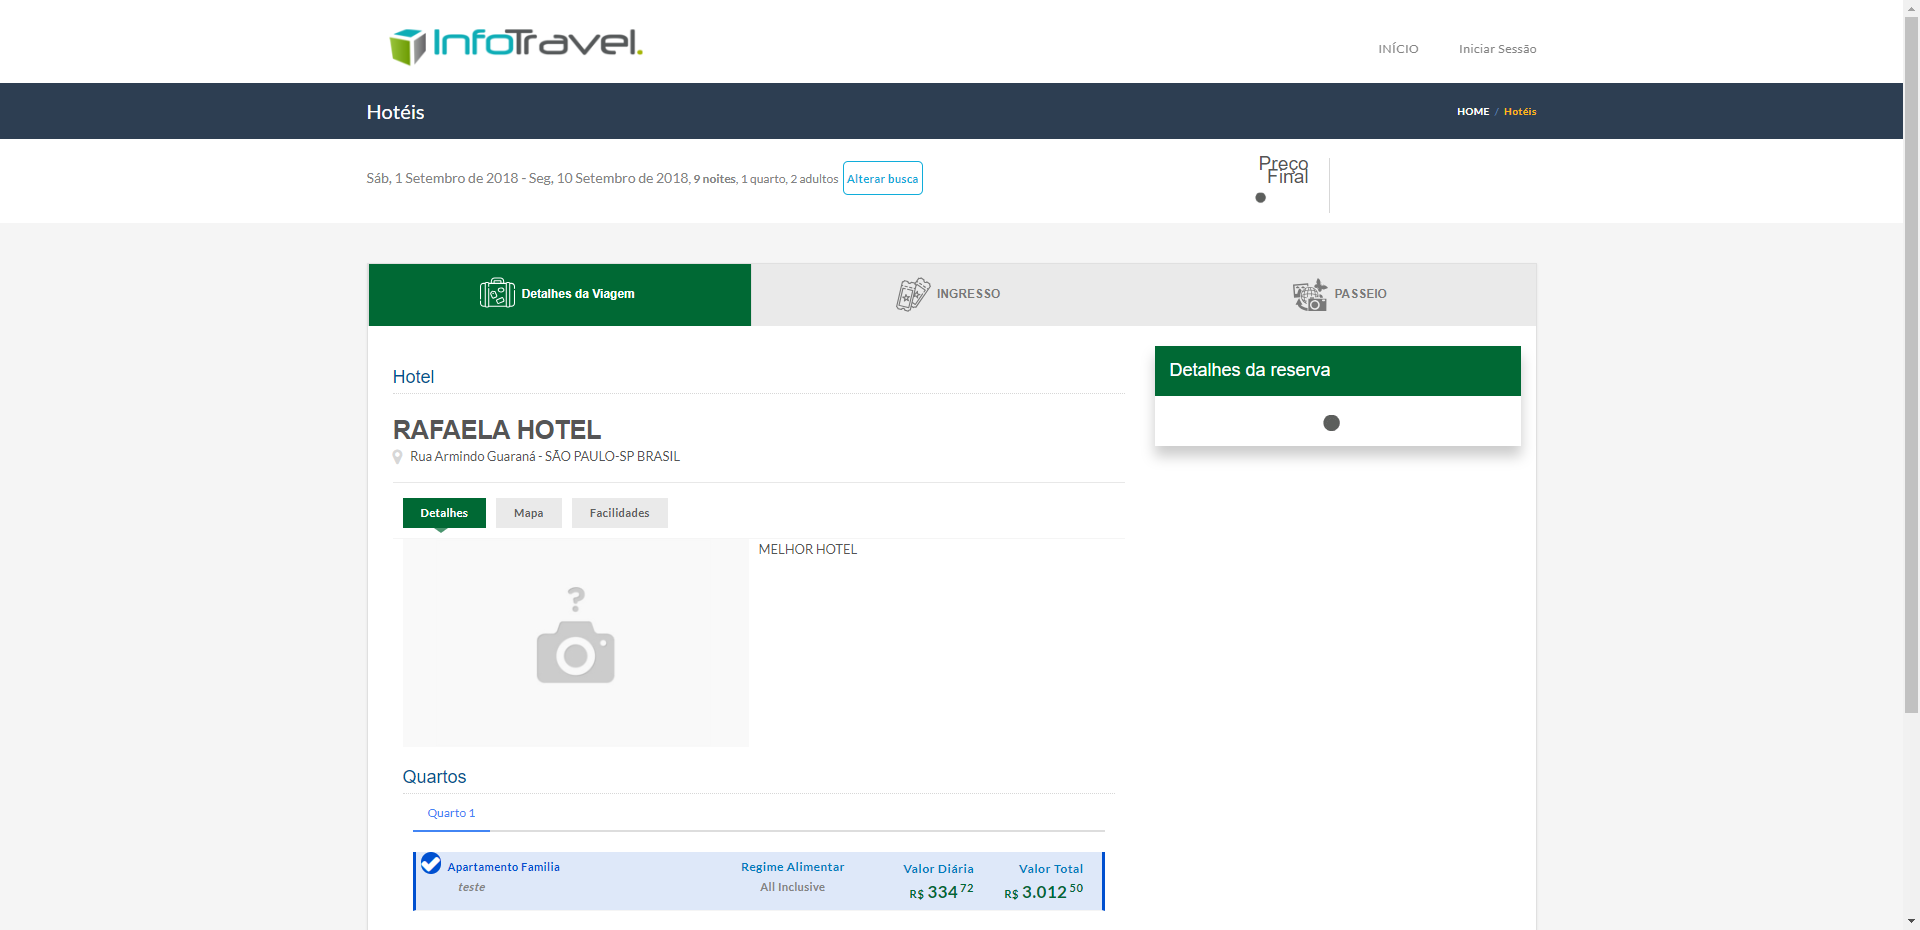 InfoTravel.
INÍCIO Iniciar Sessão
Hotéis
HOME / Hotéis
Sáb, 1 Setembro de 2018 - Seg, 10 Setembro de 2018, 9 noites, 1 quarto, 2 adultos Alterar busca
Preço
Final
Detalhes da Viagem
INGRESSO
PASSEIO
Hotel
RAFAELA HOTEL
Rua Armindo Guaraná - SÃO PAULO-SP BRASIL
Detalhes Mapa Facilidades
MELHOR HOTEL
?
Quartos
Quarto 1
Apartamento Familia Regime Alimentar Valor Diária Valor Total
teste All Inclusive R$ 334 72 R$ 3.012 50
Detalhes da reserva